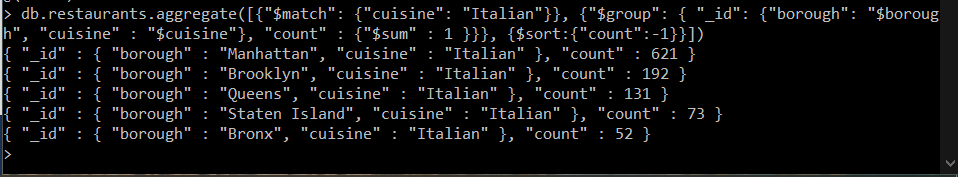 > db.restaurants.aggregate([{"$match": {"cuisine": "Italian"}}, {"$group": { "_id": {"borough": "$boroug
h", "cuisine" : "$cuisine"}, "count" : {"$sum" : 1 }}}, {$sort:{"count":-1}}])
{ "_id" : { "borough" : "Manhattan", "cuisine" : "Italian" }, "count" : 621 }
{ "_id" : { "borough" : "Brooklyn", "cuisine" : "Italian" }, "count" : 192 }
{ "_id" : { "borough" : "Queens", "cuisine" : "Italian" }, "count" : 131 }
{ "_id" : { "borough" : "Staten Island", "cuisine" : "Italian" }, "count" : 73 }
{ "_id" : { "borough" : "Bronx", "cuisine" : "Italian" }, "count" : 52 }
>